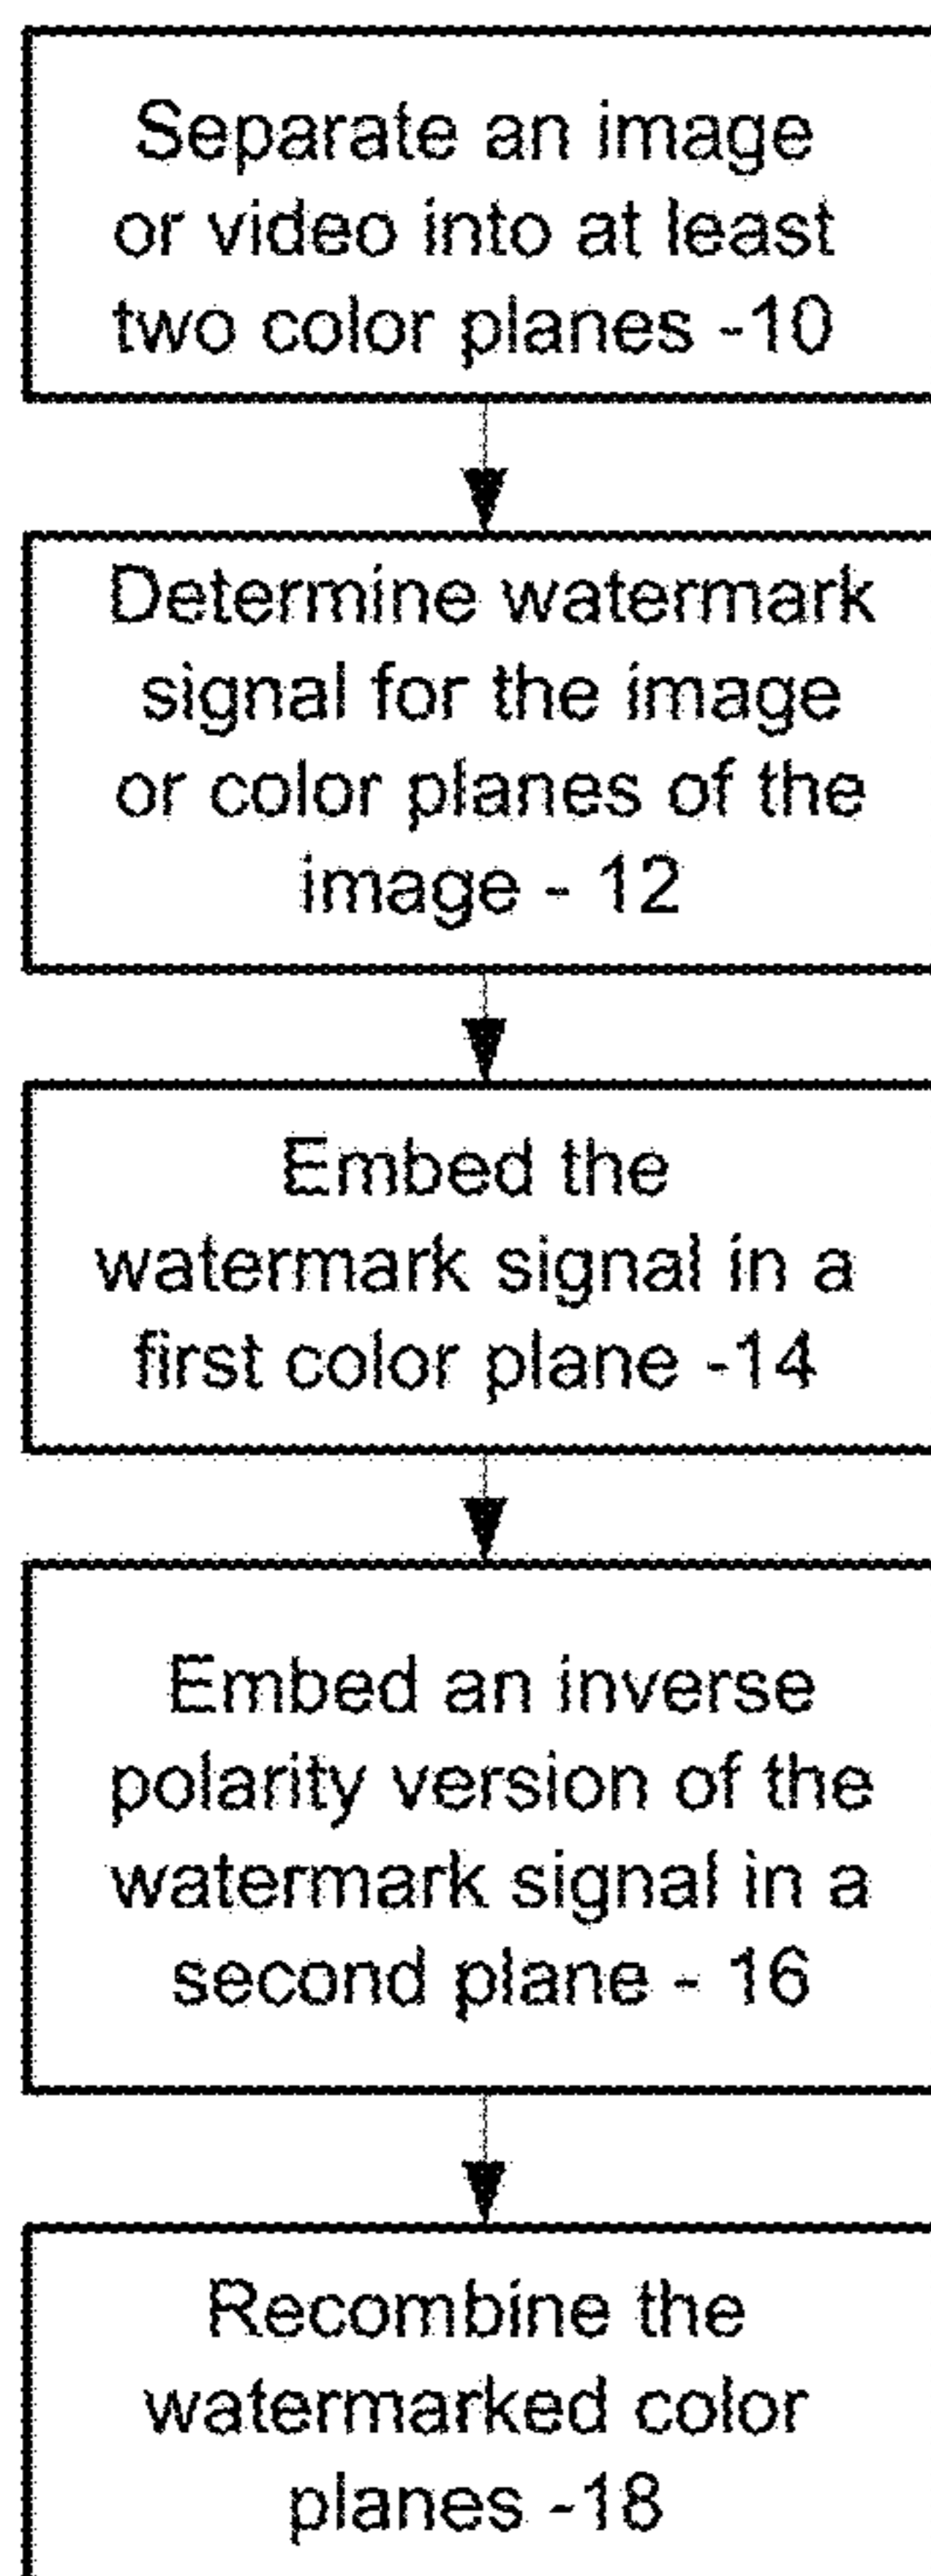 Separate an image
or video into at least
two color planes -10
Determine watermark
signal for the image
or color planes of the
image - 12
Embed the
watermark signal in a
first color plane -14
Embed an inverse
polarity version of the
watermark signal in a
second plane - 16
Recombine the
watermarked color
planes -18